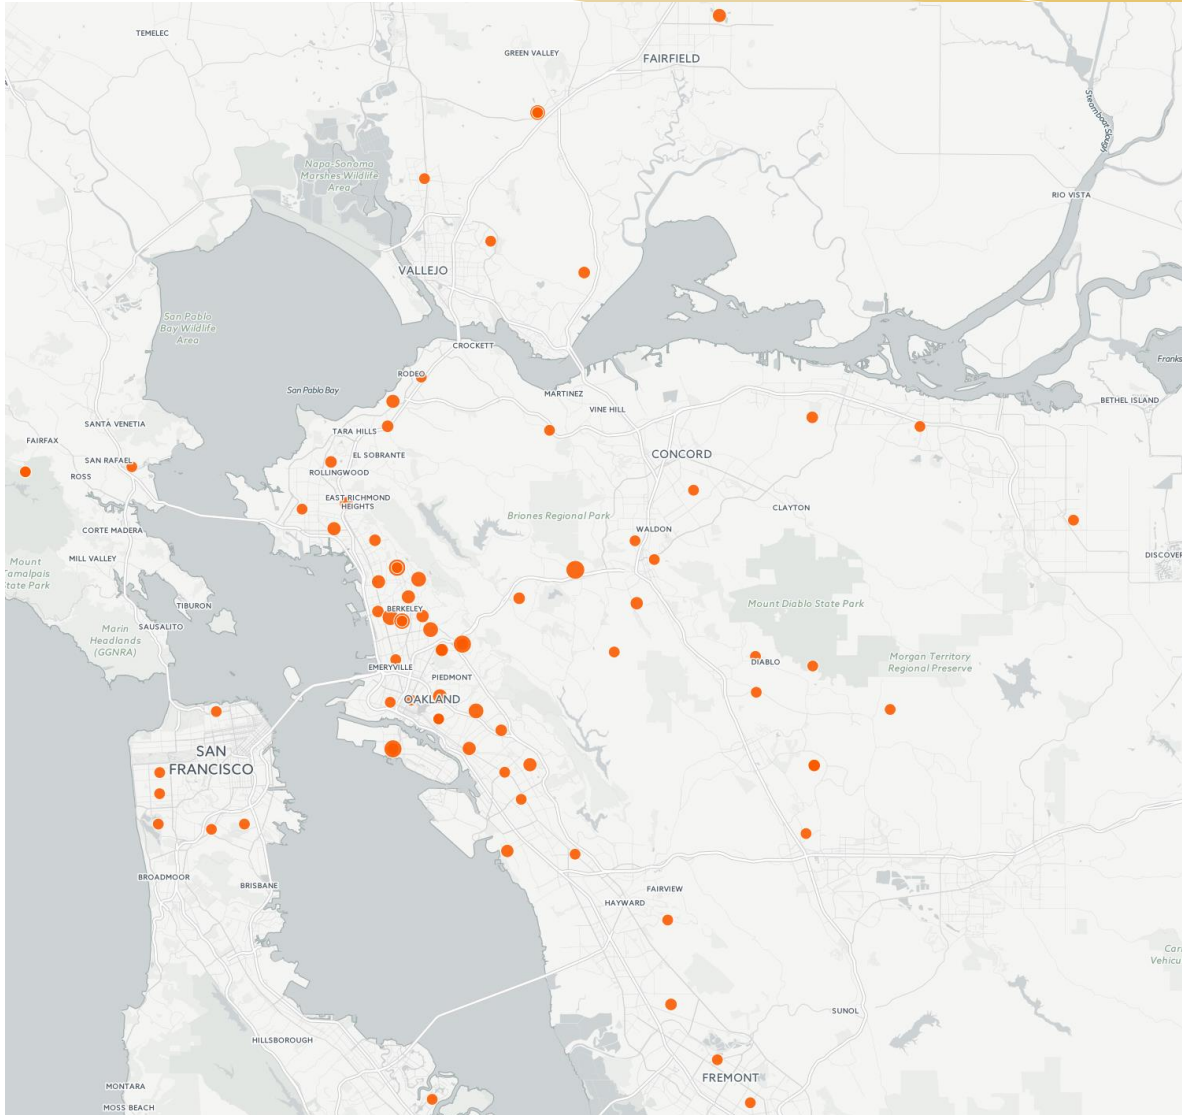 TEMELEC
GREEN VALLEY
FAIRFIELD
Steamboat Slough
Napa-Sonoma
Marshes Wildlife
Area
RIO VISTA
VALLEJO
San Pablo
Bay Wildlife
Area
CROCKETT
Franks
RODEO
San Pablo Bay
MARTINEZ
BETHEL ISLAND
VINE HILL
SANTA VENETIA
TARA HILLS
FAIRFAX
EL SOBRANTE
CONCORD
SAN RAFAEL
ROSS
ROLLINGWOOD
EAST RICHMOND
HEIGHTS
CLAYTON
Briones Regional Park
CORTE MADERA
WALDON
MILL VALLEY
DISCOVER
Mount
Tamalpais
State Park
TIBURON
BERKELEY
Mount Diablo State Park
SAUSALITO
Marin
Headlands
(GGNRA)
Morgan Territory
Regional Preserve
DIABLO
EMERYVILLE
PIEDMONT
OAKLAND
SAN
FRANCISCO
BROADMOOR
BRISBANE
FAIRVIEW
HAYWARD
Car
Vehicu
SUNOL
HILLSBOROUGH
FREMONT
MONTARA
MOSS BEACH